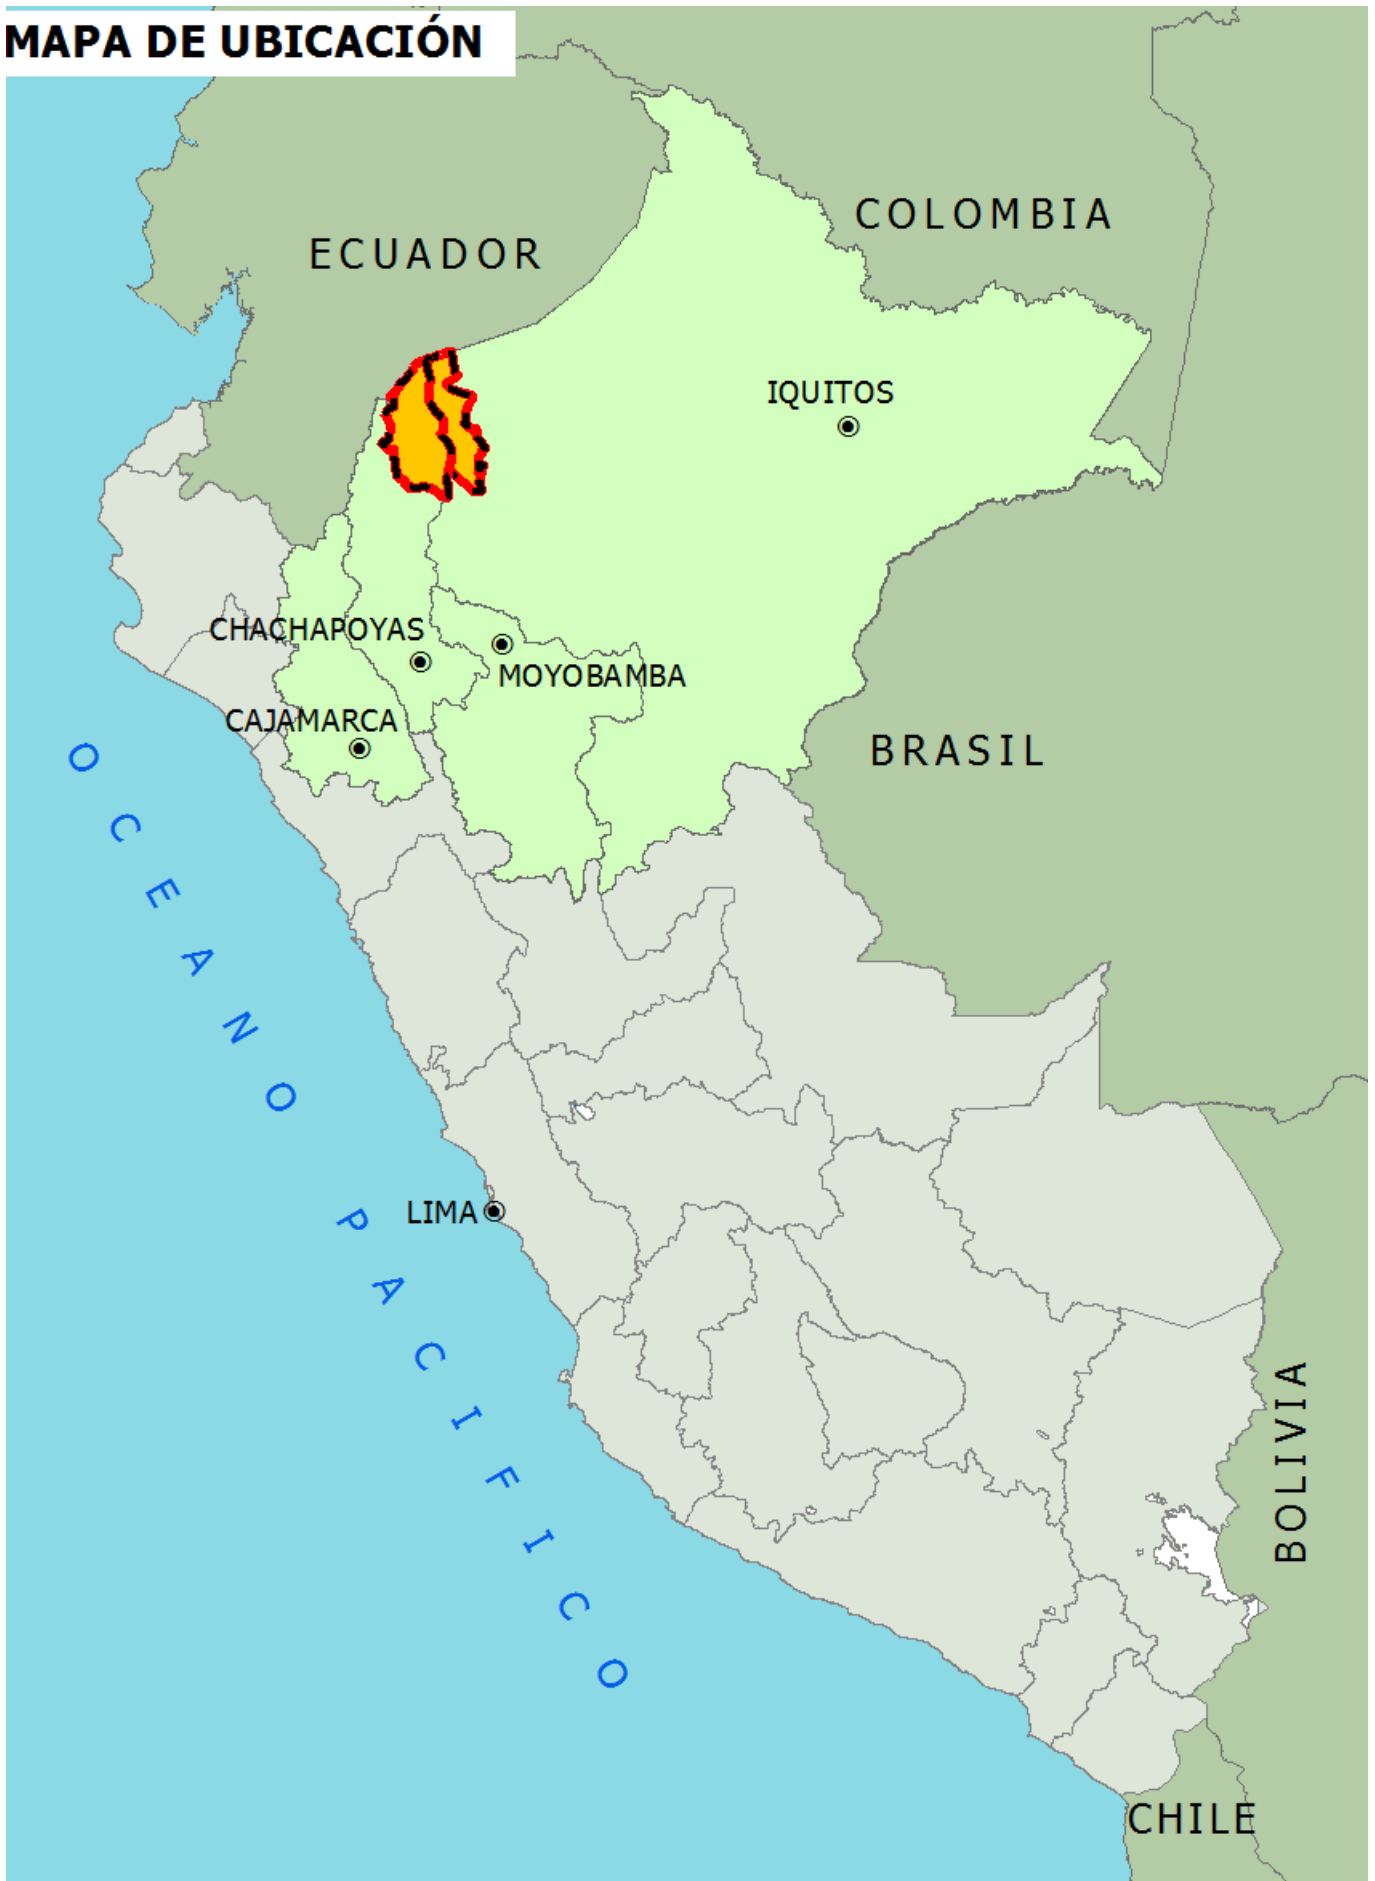 MAPA DE UBICACIÓN
COLOMBIA
ECUADOR
IQUITOS
CHACHAPOYAS
MOYOBAMBA
CAJAMARCA
BRASIL
OCEANO PACIFICO
LIMA
BOLIVIA
CHILE